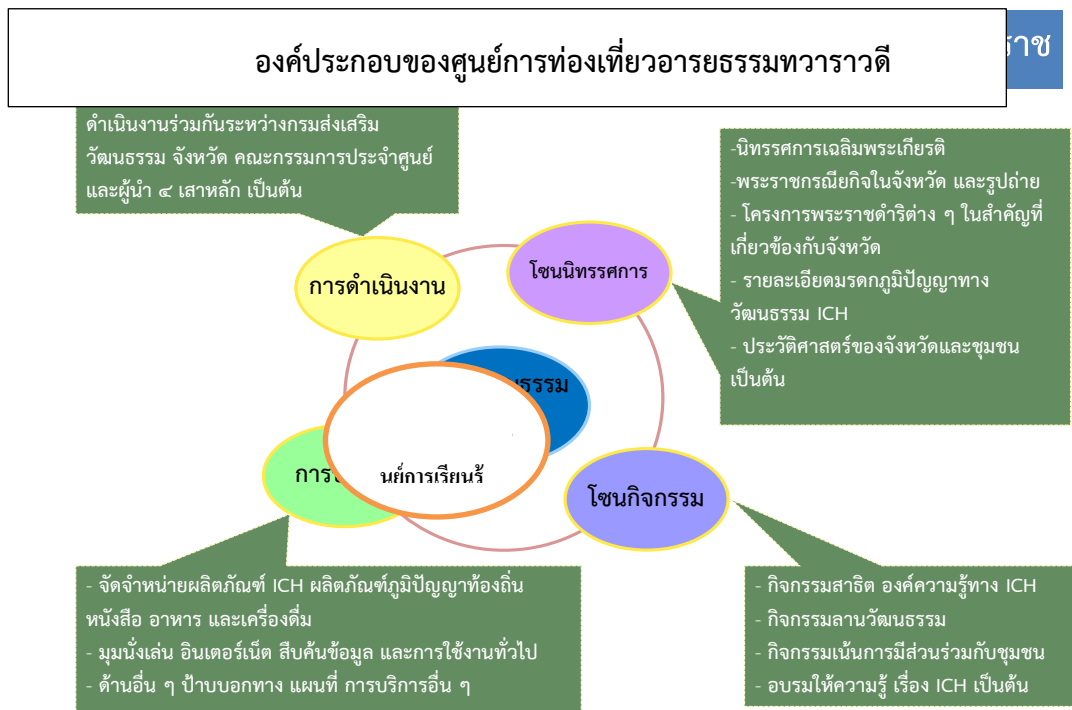 องค์ประกอบของศูนย์การท่องเที่ยวอารยธรรมทวาราวดี
ดำเนินงานร่วมกันระหว่างกรมส่งเสริม
วัฒนธรรม จังหวัด คณะกรรมการประจำศูนย์
และผู้นำ ๔ เสาหลัก เป็นต้น
-นิทรรศการเฉลิมพระเกียรติ
-พระราชกรณียกิจในจังหวัด และรูปถ่าย
- โครงการพระราชดำริต่าง ๆ ในสำคัญที่
เกี่ยวข้องกับจังหวัด
- รายละเอียดมรดกภูมิปัญญาทาง
วัฒนธรรม ICH
- ประวัติศาสตร์ของจังหวัดและชุมชน
เป็นต้น
การดำเนินงาน
โซนนิทรรศการ
นย์การเรียนรู้
โซนกิจกรรม
- จัดจำหน่ายผลิตภัณฑ์ ICH ผลิตภัณฑ์ภูมิปัญญาท้องถิ่น
หนังสือ อาหาร และเครื่องดื่ม
- มุมนั่งเล่น อินเตอร์เน็ต สืบค้นข้อมูล และการใช้งานทั่วไป
- ด้านอื่น ๆ ป้าบบอกทาง แผนที่ การบริการอื่น ๆ
- กิจกรรมสาธิต องค์ความรู้ทาง ICH
- กิจกรรมลานวัฒนธรรม
- กิจกรรมเน้นการมีส่วนร่วมกับชุมชน
- อบรมให้ความรู้ เรื่อง ICH เป็นต้น